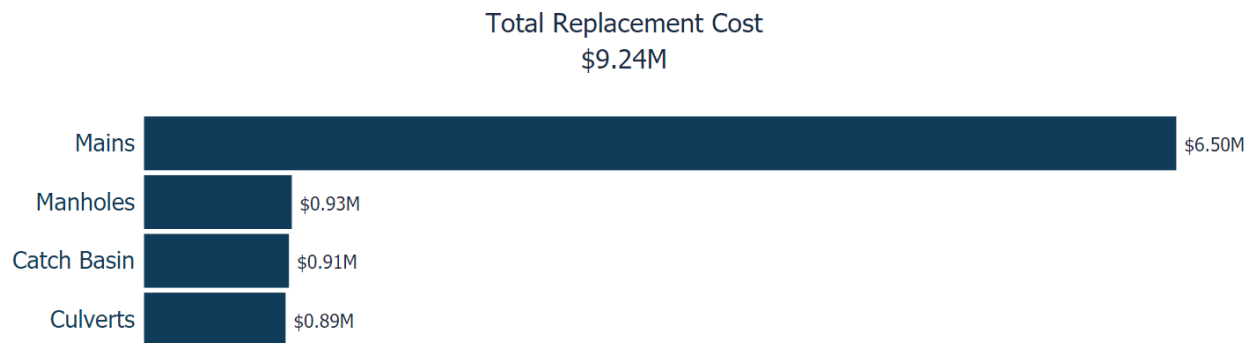 Total Replacement Cost
$9.24M
Mains $6.50M
Manholes $0.93M
Catch Basin $0.91M
Culverts $0.89M